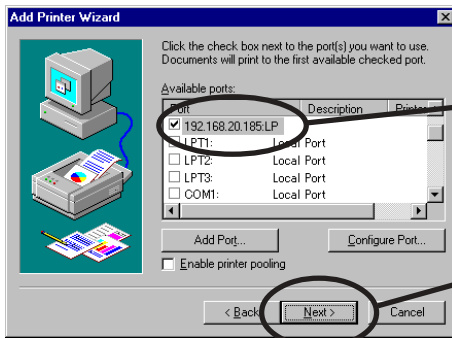 Add Printer Wizard
Click the check box next to the port(s) you want to use.
Documents will print to the first available checked port.
Available ports:
Port Description Printer
192.168.20.185:LP
LPT1: Local Port
LPT2: Local Port
LPT3: Local Port
COM1: Local Port
Add Port... Configure Port...
Enable printer pooling
< Back Next > Cancel